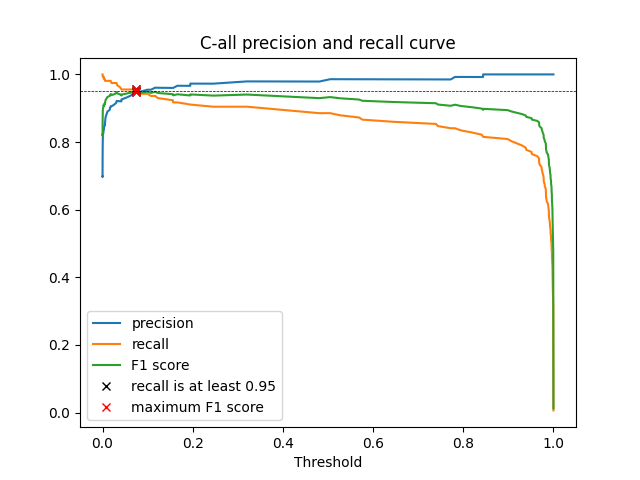 C-all precision and recall curve
1.0
0.8
0.6
0.4
0.2
0.0
precision
recall
F1 score
recall is at least 0.95
maximum F1 score
0.0 0.2 0.4 0.6 0.8 1.0
Threshold